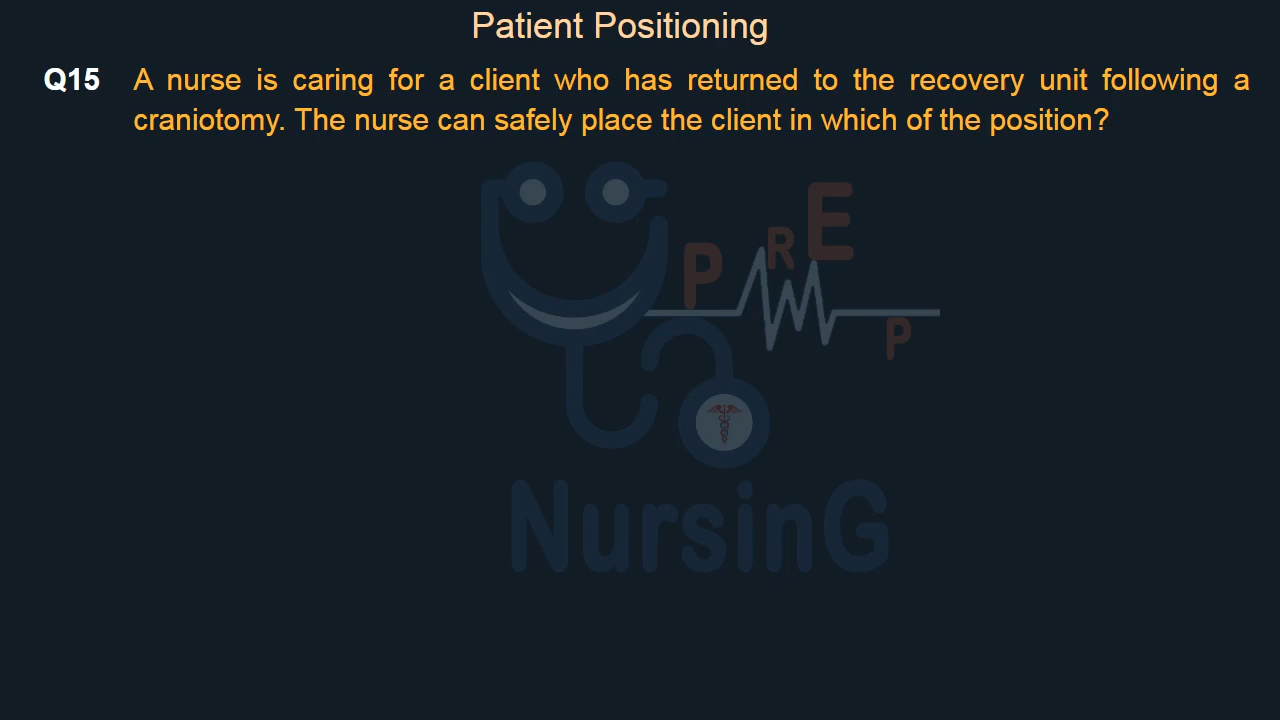 Patient Positioning
Q15 A nurse is caring for a client who has returned to the recovery unit following a
craniotomy. The nurse can safely place the client in which of the position?
PREP
NursinG